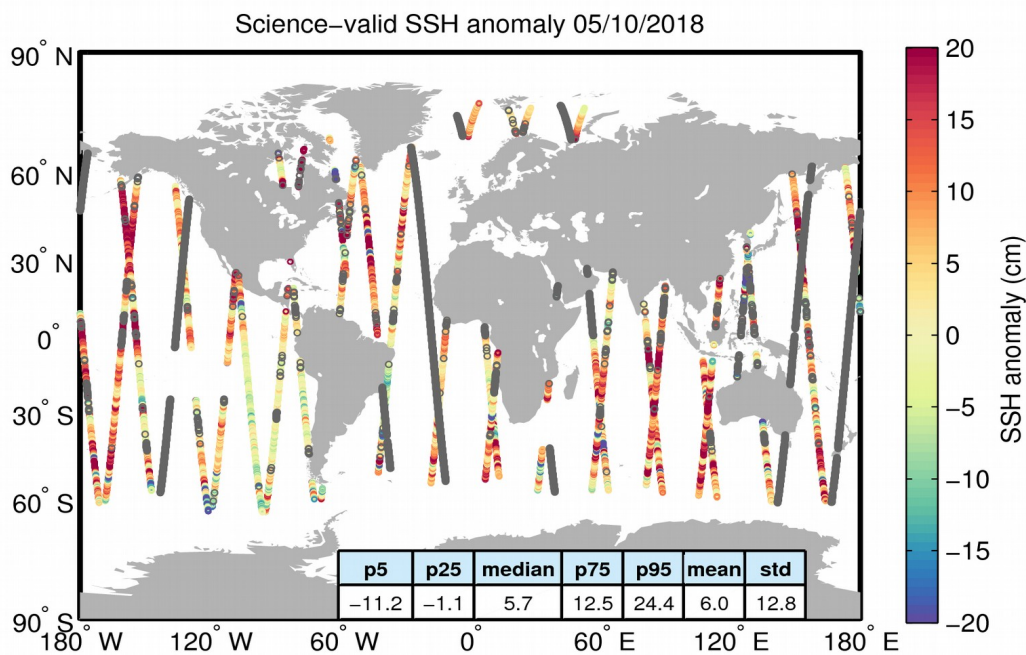 Science−valid SSH anomaly 05/10/2018
90° N
60° N
30° N
0°
30° S
60° S
90° S
180° W
120° W
60° W
0°
60° E
120° E
180° E
p5 p25 median p75 p95 mean std
−11.2 −1.1 5.7 12.5 24.4 6.0 12.8
20
15
10
5
0
−5
−10
−15
−20
SSH anomaly (cm)